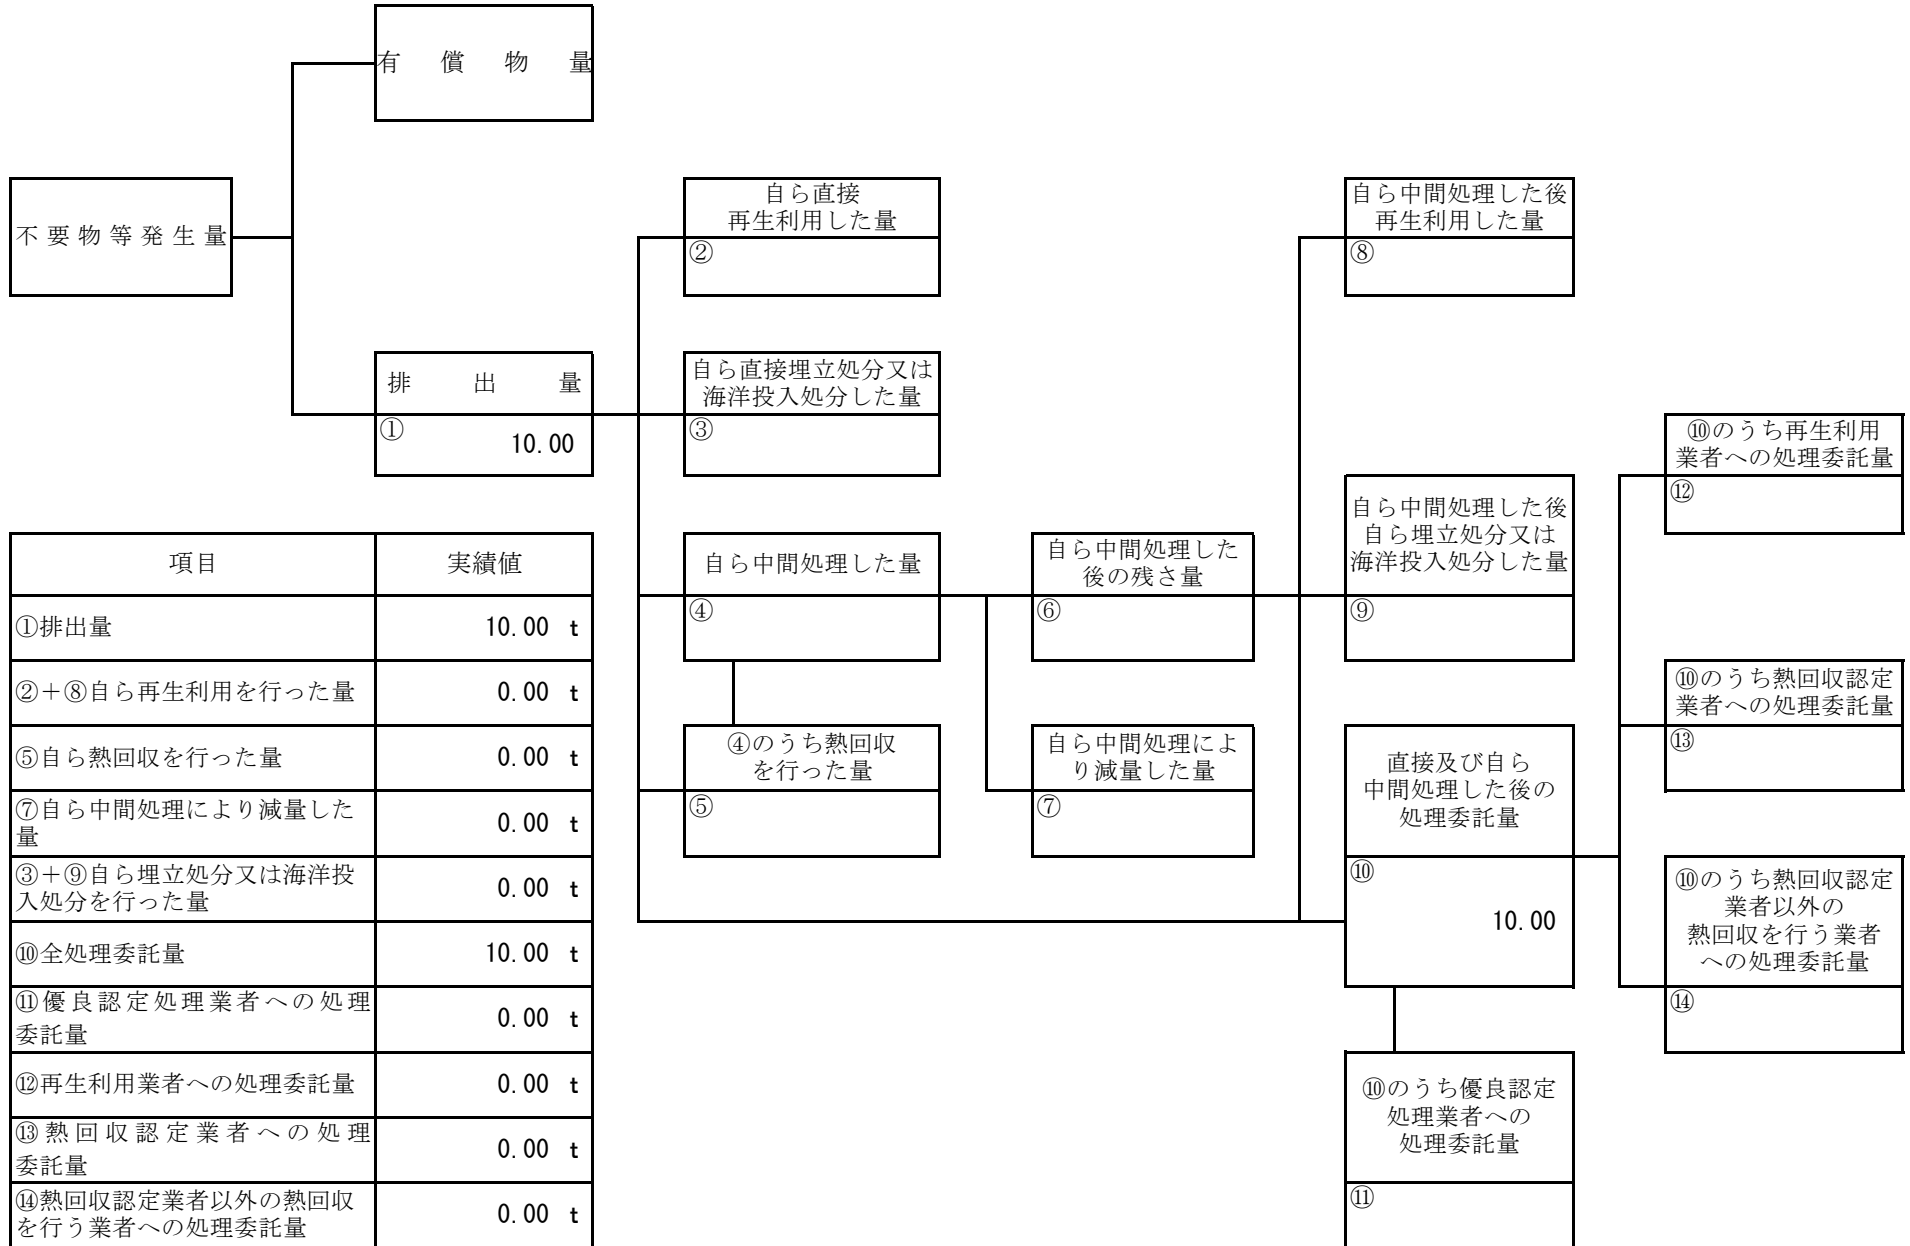 有償物量
不要物等発生量
自ら直接
再生利用した量
②
自ら中間処理した後
再生利用した量
⑧
排出量
①
10.00
自ら直接埋立処分又は
海洋投入処分した量
③
⑩のうち再生利用
業者への処理委託量
⑫
自ら中間処理した量
④
自ら中間処理した
後の残さ量
⑥
自ら中間処理した後
自ら埋立処分又は
海洋投入処分した量
⑨
④のうち熱回収
を行った量
⑤
自ら中間処理によ
り減量した量
⑦
直接及び自ら
中間処理した後の
処理委託量
⑩
10.00
⑩のうち熱回収認定
業者への処理委託量
⑬
⑩のうち熱回収認定
業者以外の
熱回収を行う業者
への処理委託量
⑭
⑩のうち優良認定
処理業者への
処理委託量
⑪
項目 実績値
①排出量 10.00 t
②＋⑧自ら再生利用を行った量 0.00 t
⑤自ら熱回収を行った量 0.00 t
⑦自ら中間処理により減量した
量 0.00 t
③＋⑨自ら埋立処分又は海洋投
入処分を行った量 0.00 t
⑩全処理委託量 10.00 t
⑪優良認定処理業者への処理
委託量 0.00 t
⑫再生利用業者への処理委託量 0.00 t
⑬熱回収認定業者への処理
委託量 0.00 t
⑭熱回収認定業者以外の熱回収
を行う業者への処理委託量 0.00 t